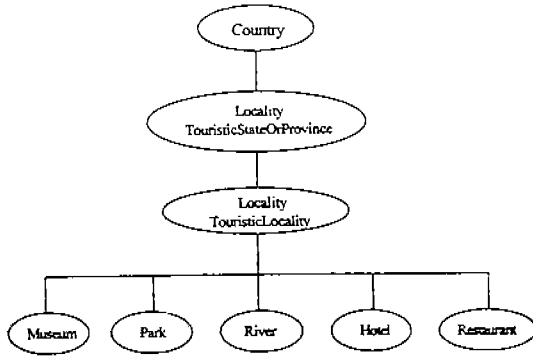 Country
Locality
TouristicStateOrProvince
Locality
TouristicLocality
Museum
Park
River
Hotel
Restaurant